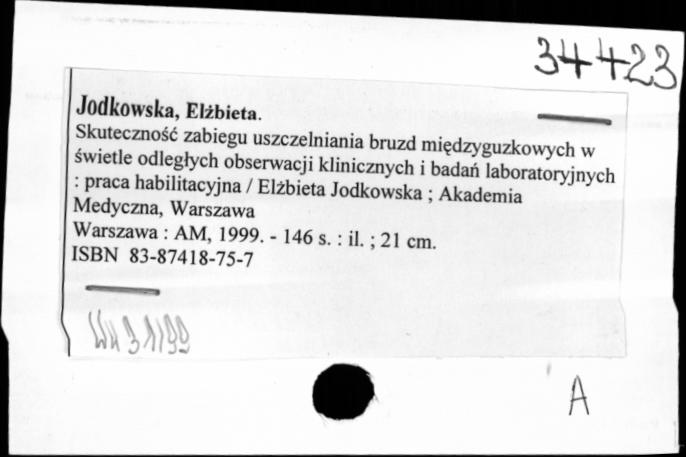 34423
Jodkowska, Elżbieta.
Skuteczność zabiegu uszczelniania bruzd międzyguzkowych w
świetle odległych obserwacji klinicznych i badań laboratoryjnych
: praca habilitacyjna / Elżbieta Jodkowska ; Akademia
Medyczna, Warszawa
Warszawa : AM, 1999. - 146 s. : il. ; 21 cm.
ISBN 83-87418-75-7
A